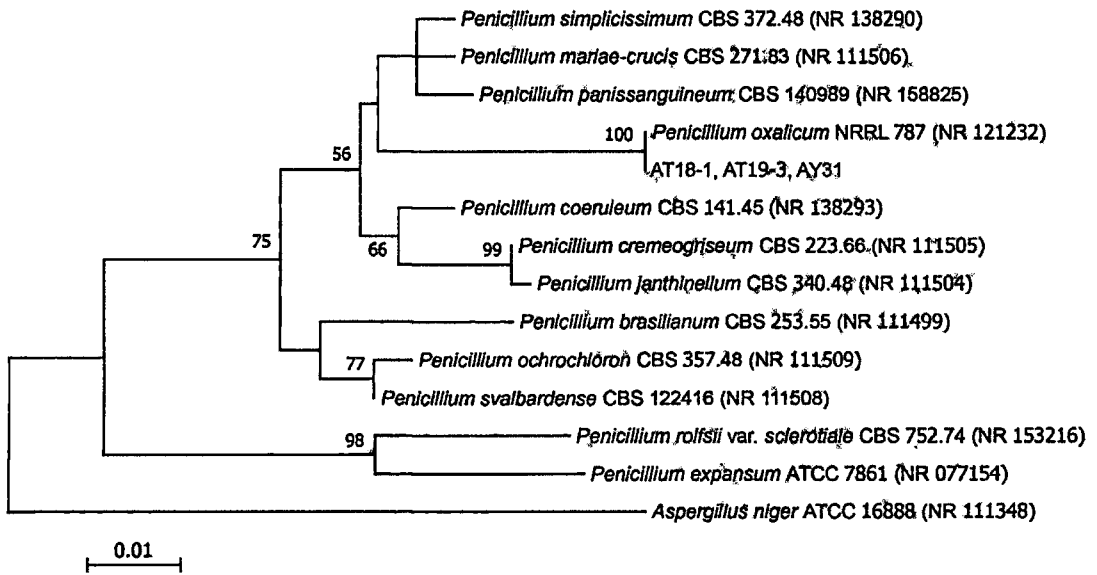 Penicillium simplicissimum CBS 372.48 (NR 138290)
Penicillium mariae-crucis CBS 271.83 (NR 111506)
Penicillium panissanguineum CBS 140989 (NR 158825)
100
Penicillium oxalicum NRRL 787 (NR 121232)
56
AT18-1, AT19-3, AY31
Penicillium coeruleum CBS 141.45 (NR 138293)
75
66
99
Penicillium cremeogriseum CBS 223.66 (NR 111505)
Penicillium janthinellum CBS 340.48 (NR 111504)
Penicillium brasilianum CBS 253.55 (NR 111499)
77
Penicillium ochrochloron CBS 357.48 (NR 111509)
Penicillium svalbardense CBS 122416 (NR 111508)
98
Penicillium rolfsii var. sclerotiale CBS 752.74 (NR 153216)
Penicillium expansum ATCC 7861 (NR 077154)
Aspergillus niger ATCC 16888 (NR 111348)
0.01